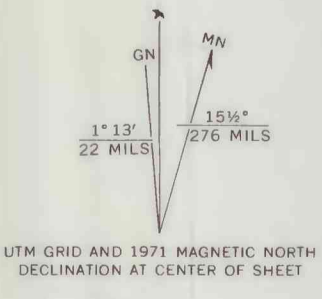 GN
MN
1° 13′
22 MILS
15½°
276 MILS
UTM GRID AND 1971 MAGNETIC NORTH
DECLINATION AT CENTER OF SHEET